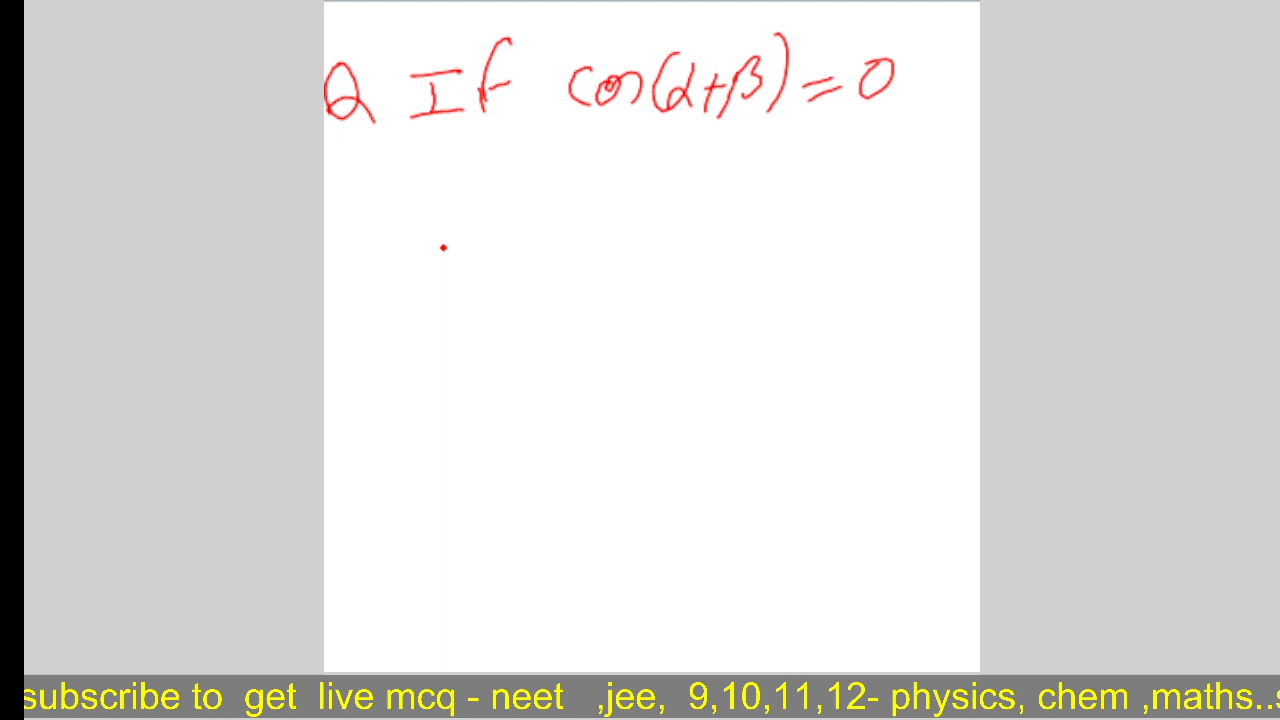 Q If cos(α+β)=0
subscribe to get live mcq - neet ,jee, 9,10,11,12- physics, chem ,maths..s